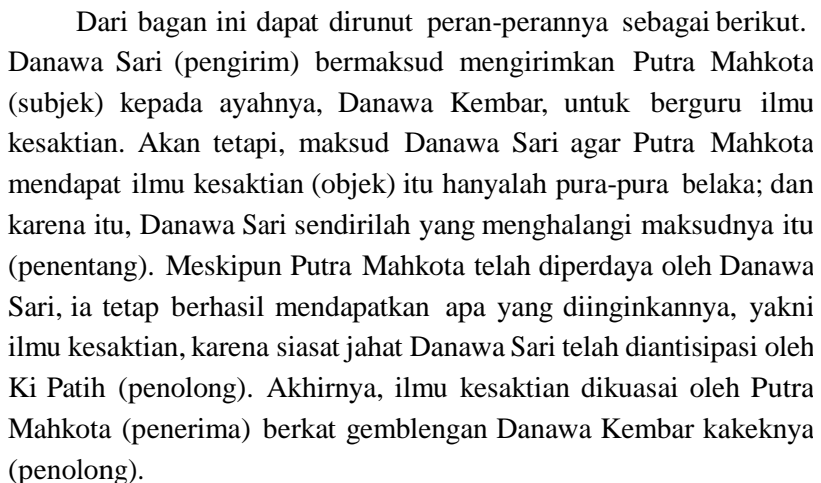 Dari bagan ini dapat dirunut peran-perannya sebagai berikut.
Danawa Sari (pengirim) bermaksud mengirimkan Putra Mahkota
(subjek) kepada ayahnya, Danawa Kembar, untuk berguru ilmu
kesaktian. Akan tetapi, maksud Danawa Sari agar Putra Mahkota
mendapat ilmu kesaktian (objek) itu hanyalah pura-pura belaka; dan
karena itu, Danawa Sari sendirilah yang menghalangi maksudnya itu
(penentang). Meskipun Putra Mahkota telah diperdaya oleh Danawa
Sari, ia tetap berhasil mendapatkan apa yang diinginkannya, yakni
ilmu kesaktian, karena siasat jahat Danawa Sari telah diantisipasi oleh
Ki Patih (penolong). Akhirnya, ilmu kesaktian dikuasai oleh Putra
Mahkota (penerima) berkat gemblengan Danawa Kembar kakeknya
(penolong).